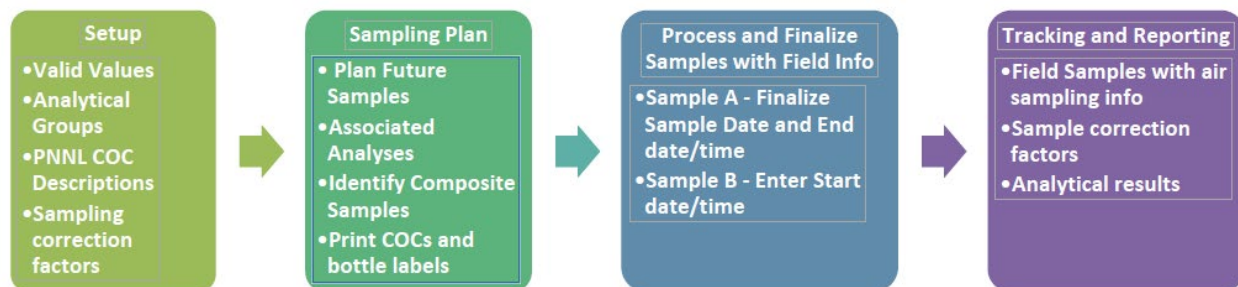 Setup
•Valid Values
•Analytical
Groups
•PNNL COC
Descriptions
•Sampling
correction
factors
Sampling Plan
• Plan Future
Samples
•Associated
Analyses
•Identify Composite
Samples
•Print COCs and
bottle labels
Process and Finalize
Samples with Field Info
•Sample A - Finalize
Sample Date and End
date/time
•Sample B - Enter Start
date/time
Tracking and Reporting
•Field Samples with air
sampling info
•Sample correction
factors
•Analytical results